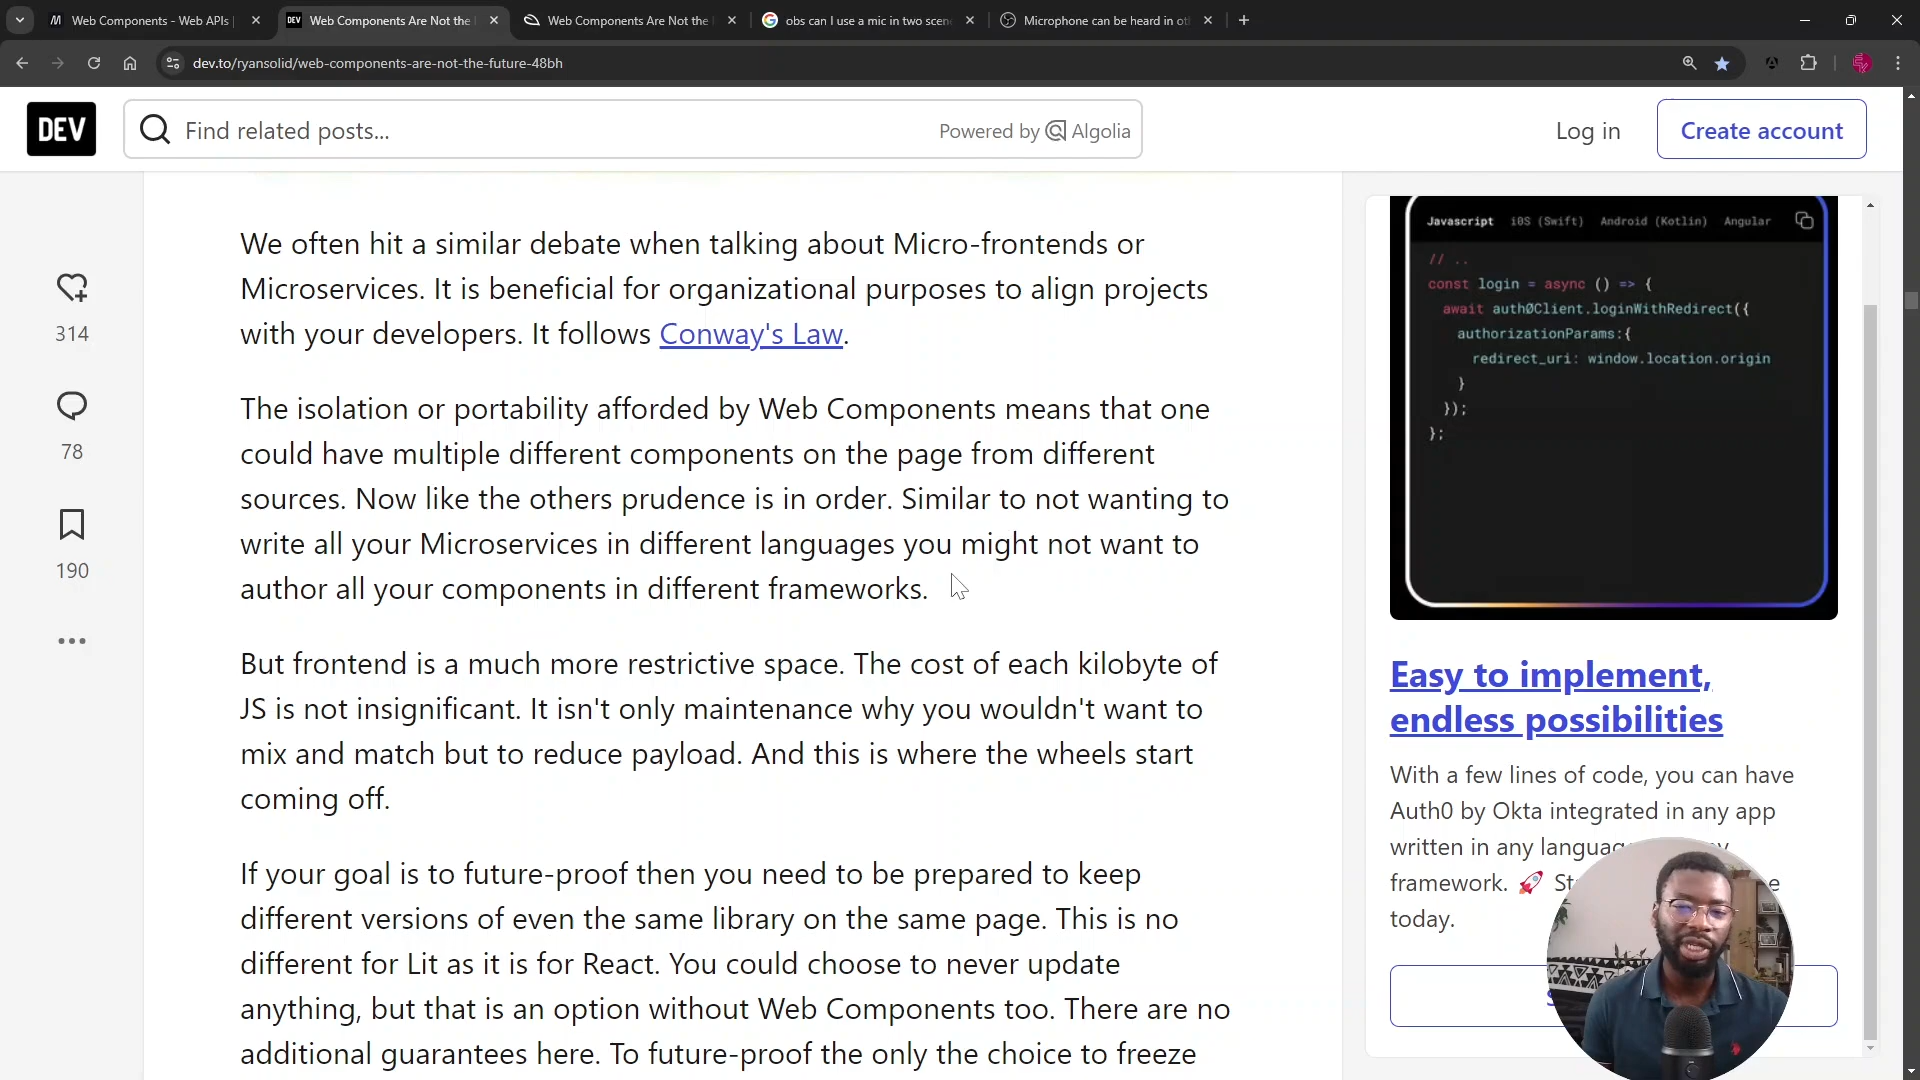 Web Components - Web APIs |
Web Components Are Not the
Web Components Are Not the
obs can I use a mic in two scen
Microphone can be heard in ot
dev.to/ryansolid/web-components-are-not-the-future-48bh
DEV
Find related posts...
Powered by Algolia
Log in
Create account
314
78
190
We often hit a similar debate when talking about Micro-frontends or
Microservices. It is beneficial for organizational purposes to align projects
with your developers. It follows Conway's Law.
The isolation or portability afforded by Web Components means that one
could have multiple different components on the page from different
sources. Now like the others prudence is in order. Similar to not wanting to
write all your Microservices in different languages you might not want to
author all your components in different frameworks.
But frontend is a much more restrictive space. The cost of each kilobyte of
JS is not insignificant. It isn't only maintenance why you wouldn't want to
mix and match but to reduce payload. And this is where the wheels start
coming off.
If your goal is to future-proof then you need to be prepared to keep
different versions of even the same library on the same page. This is no
different for Lit as it is for React. You could choose to never update
anything, but that is an option without Web Components too. There are no
additional guarantees here. To future-proof the only the choice to freeze
Javascript iOS (Swift) Android (Kotlin) Angular
// ..
const login = async () => {
await auth0Client.loginWithRedirect({
authorizationParams:{
redirect_uri: window.location.origin
}
});
};
Easy to implement,
endless possibilities
With a few lines of code, you can have
Auth0 by Okta integrated in any app
written in any
framework. 🚀
today.